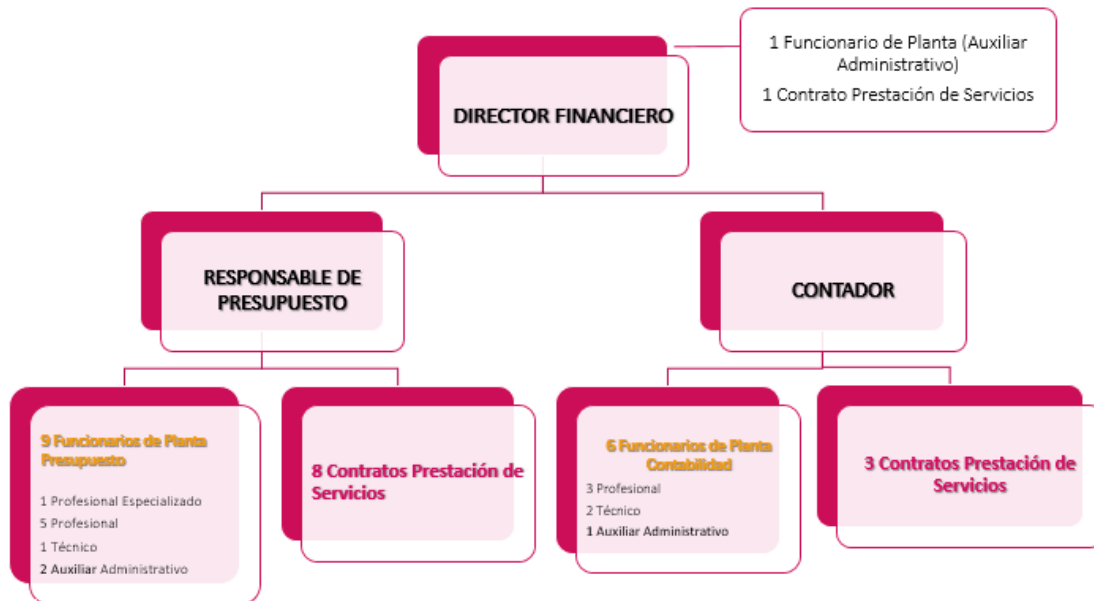 1 Funcionario de Planta (Auxiliar
Administrativo)
1 Contrato Prestación de Servicios
DIRECTOR FINANCIERO
RESPONSABLE DE
PRESUPUESTO
CONTADOR
9 Funcionarios de Planta
Presupuesto
1 Profesional Especializado
5 Profesional
1 Técnico
2 Auxiliar Administrativo
8 Contratos Prestación de
Servicios
6 Funcionarios de Planta
Contabilidad
3 Profesional
2 Técnico
1 Auxiliar Administrativo
3 Contratos Prestación de
Servicios